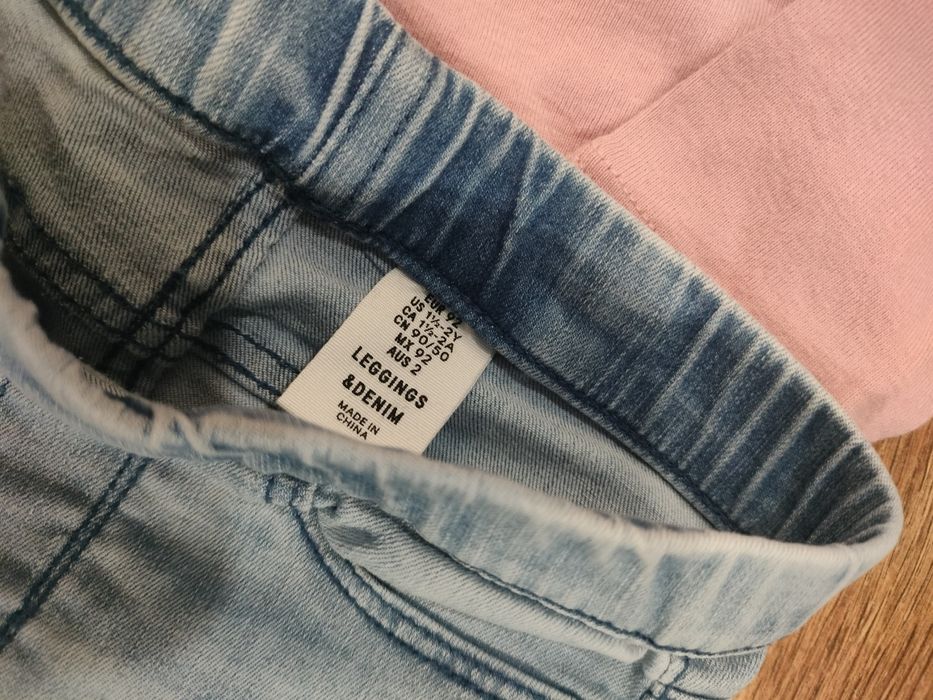 EUR 92
US 1½-2Y
CA 1½-2A
CN 90/50
MX 92
AUS 2
LEGGINGS
&DENIM
MADE IN
CHINA